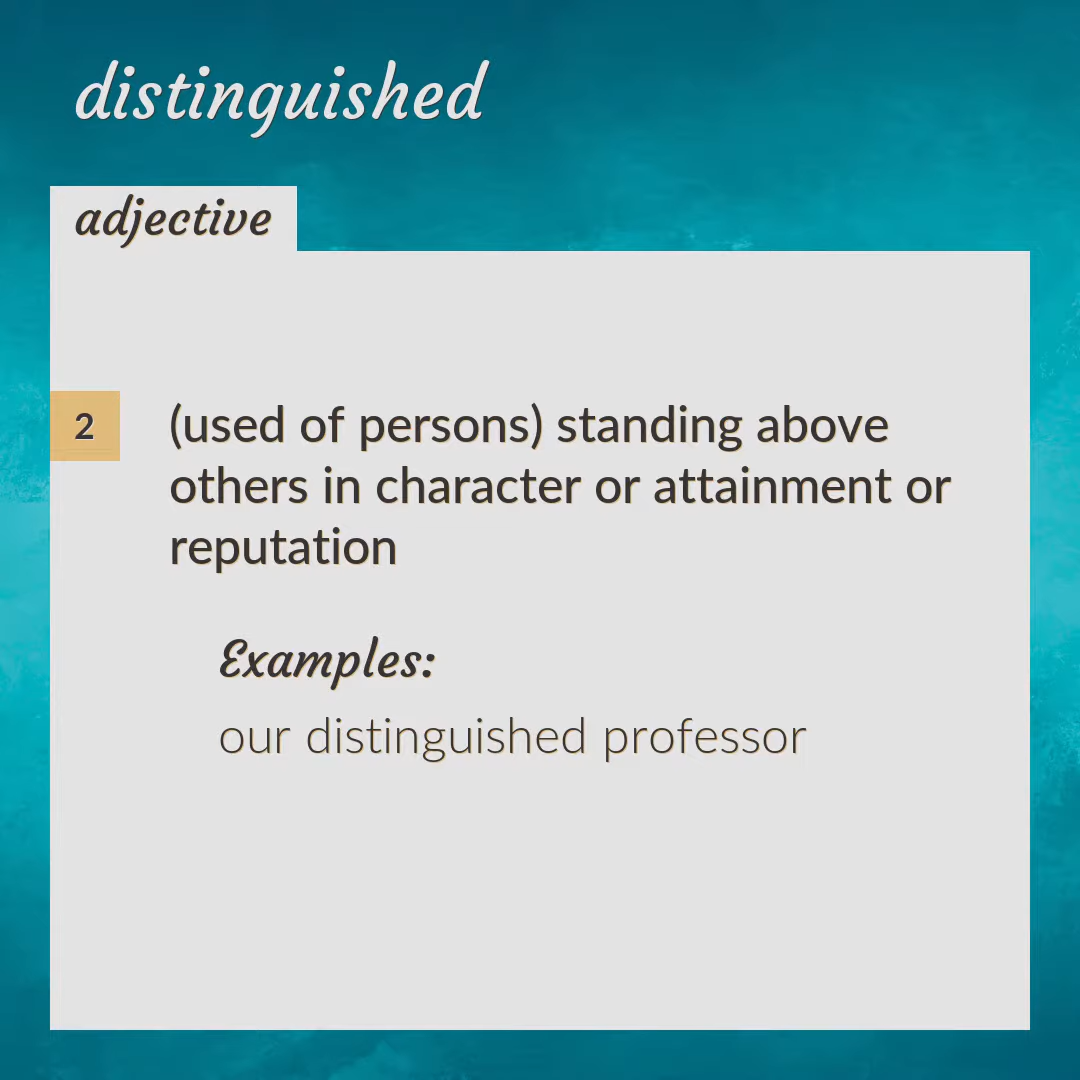 distinguished
adjective
2
(used of persons) standing above
others in character or attainment or
reputation
Examples:
our distinguished professor